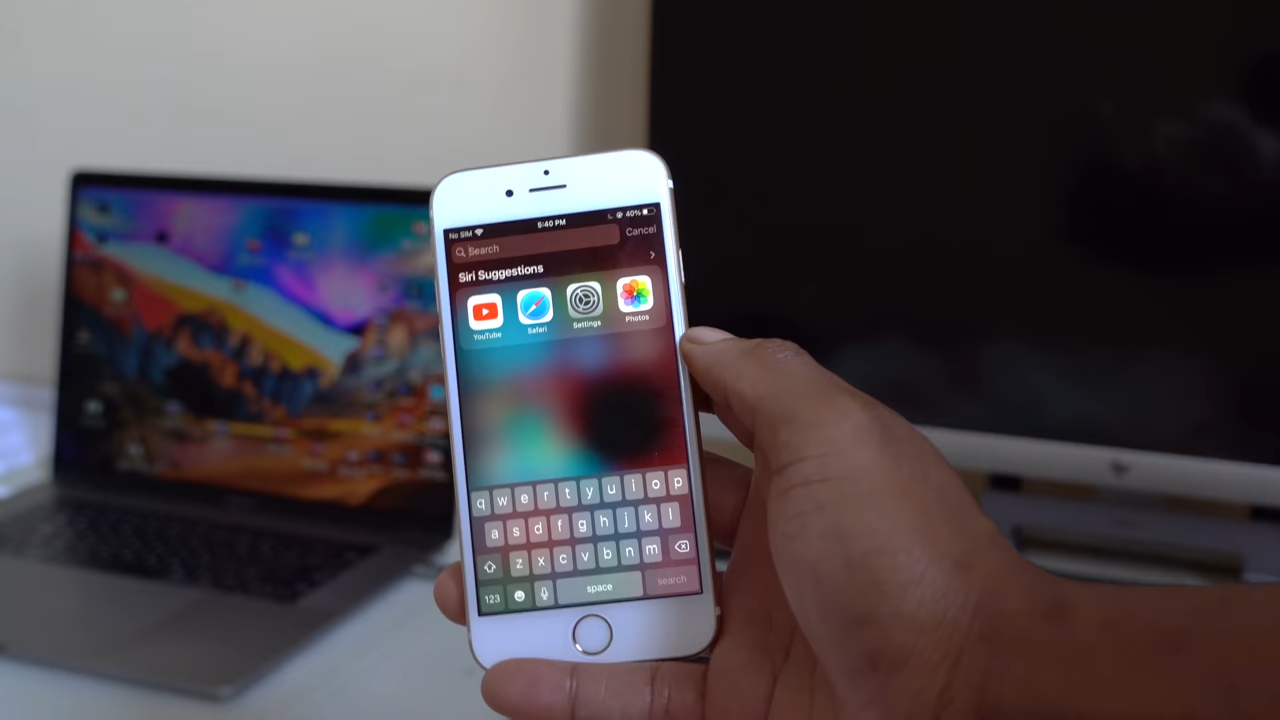 No SIM 5:40 PM 40%
Search Cancel
Siri Suggestions
YouTube Safari Settings Photos
q w e r t y u i o p
a s d f g h j k l
z x c v b n m
123 space search